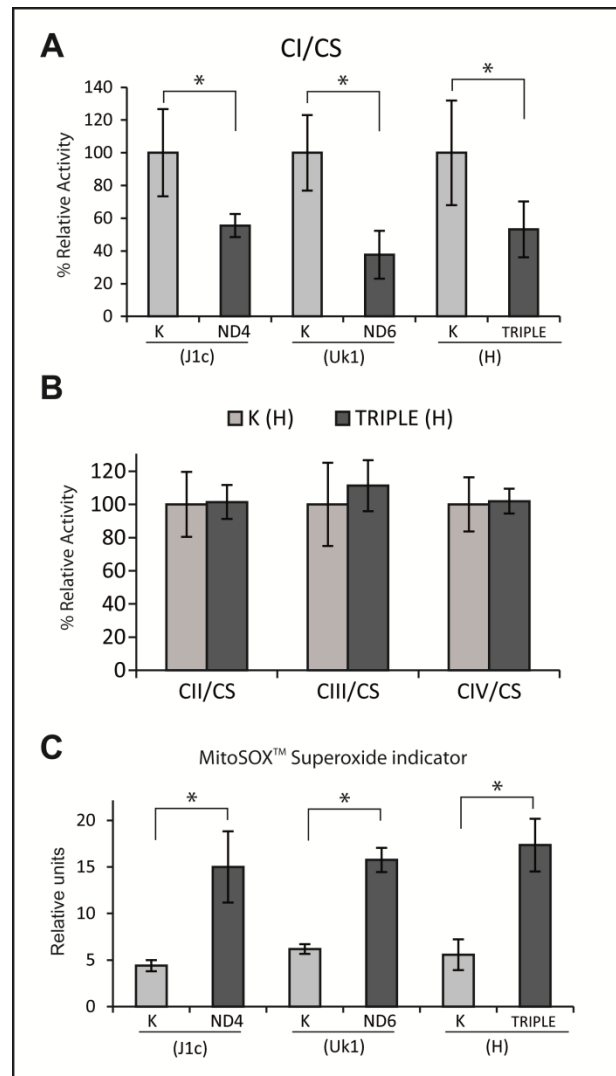 A
CI/CS
* * *
140
120
100
80
60
40
20
0
% Relative Activity
K ND4 K ND6 K TRIPLE
(J1c) (Uk1) (H)
B
K (H) TRIPLE (H)
120
100
80
60
40
20
0
% Relative Activity
CII/CS CIII/CS CIV/CS
C
MitoSOX™ Superoxide indicator
* * *
20
15
10
5
0
Relative units
K ND4 K ND6 K TRIPLE
(J1c) (Uk1) (H)